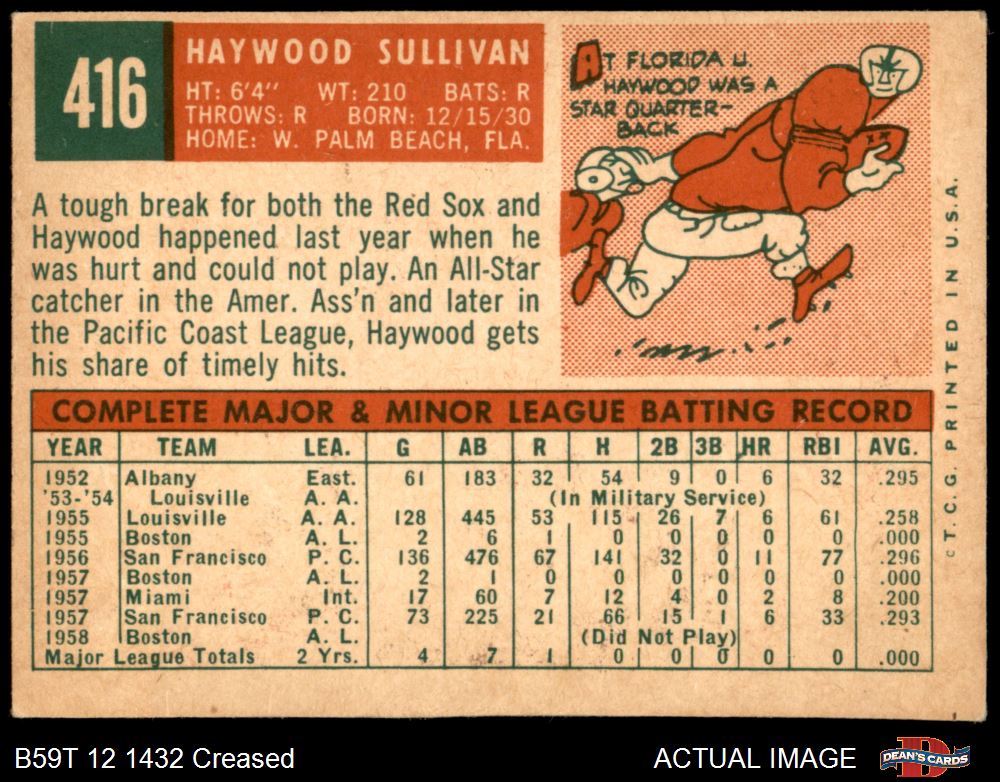 416
HAYWOOD SULLIVAN
HT: 6'4" WT: 210 BATS: R
THROWS: R BORN: 12/15/30
HOME: W. PALM BEACH, FLA.
AT FLORIDA U.
HAYWOOD WAS A
STAR QUARTER-
BACK
A tough break for both the Red Sox and
Haywood happened last year when he
was hurt and could not play. An All-Star
catcher in the Amer. Ass'n and later in
the Pacific Coast League, Haywood gets
his share of timely hits.
COMPLETE MAJOR & MINOR LEAGUE BATTING RECORD
YEAR TEAM LEA. G AB R H 2B 3B HR RBI AVG.
1952 Albany East. 61 183 32 54 9 0 6 32 .295
'53-'54 Louisville A. A. (In Military Service)
1955 Louisville A. A. 128 445 53 115 26 7 6 61 .258
1955 Boston A. L. 2 6 1 0 0 0 0 0 .000
1956 San Francisco P. C. 136 476 67 141 32 0 11 77 .296
1957 Boston A. L. 2 1 0 0 0 0 0 0 .000
1957 Miami Int. 17 60 7 12 4 0 2 8 .200
1957 San Francisco P. C. 73 225 21 66 15 1 6 33 .293
1958 Boston A. L. (Did Not Play)
Major League Totals 2 Yrs. 4 7 1 0 0 0 0 0 .000
©T. C. G. PRINTED IN U.S.A.
B59T 12 1432 Creased
ACTUAL IMAGE
DEAN'S CARDS